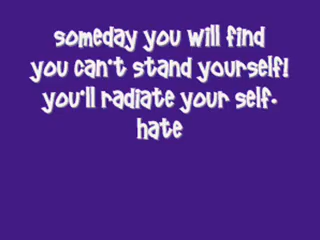 someday you will find
you can't stand yourself!
you'll radiate your self-
hate